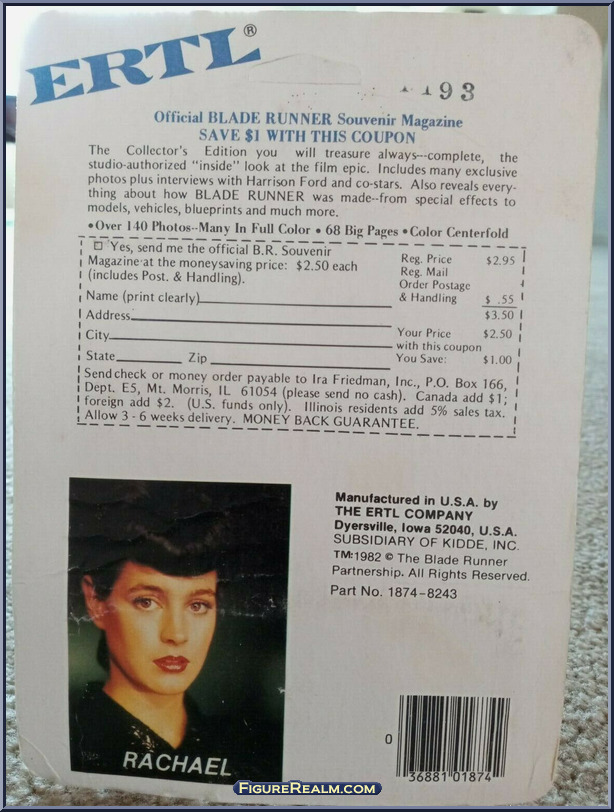 ERTL®
93
Official BLADE RUNNER Souvenir Magazine
SAVE $1 WITH THIS COUPON
The Collector's Edition you will treasure always---complete, the
studio-authorized "inside" look at the film epic. Includes many exclusive
photos plus interviews with Harrison Ford and co-stars. Also reveals every-
thing about how BLADE RUNNER was made--from special effects to
models, vehicles, blueprints and much more.
•Over 140 Photos--Many In Full Color • 68 Big Pages • Color Centerfold
Yes, send me the official B.R. Souvenir
Magazine at the moneysaving price: $2.50 each
(includes Post. & Handling).
Name (print clearly)
Address
City
State Zip
Reg. Price $2.95
Reg. Mail
Order Postage
& Handling $ .55
$3.50
Your Price $2.50
with this coupon
You Save: $1.00
Send check or money order payable to Ira Friedman, Inc., P.O. Box 166,
Dept. E5, Mt. Morris, IL 61054 (please send no cash). Canada add $1;
foreign add $2. (U.S. funds only). Illinois residents add 5% sales tax.
Allow 3 - 6 weeks delivery. MONEY BACK GUARANTEE.
Manufactured in U.S.A. by
THE ERTL COMPANY
Dyersville, Iowa 52040, U.S.A.
SUBSIDIARY OF KIDDE, INC.
TM:1982 © The Blade Runner
Partnership. All Rights Reserved.
Part No. 1874-8243
RACHAEL
0 36881 01874
FIGUREREALM.COM